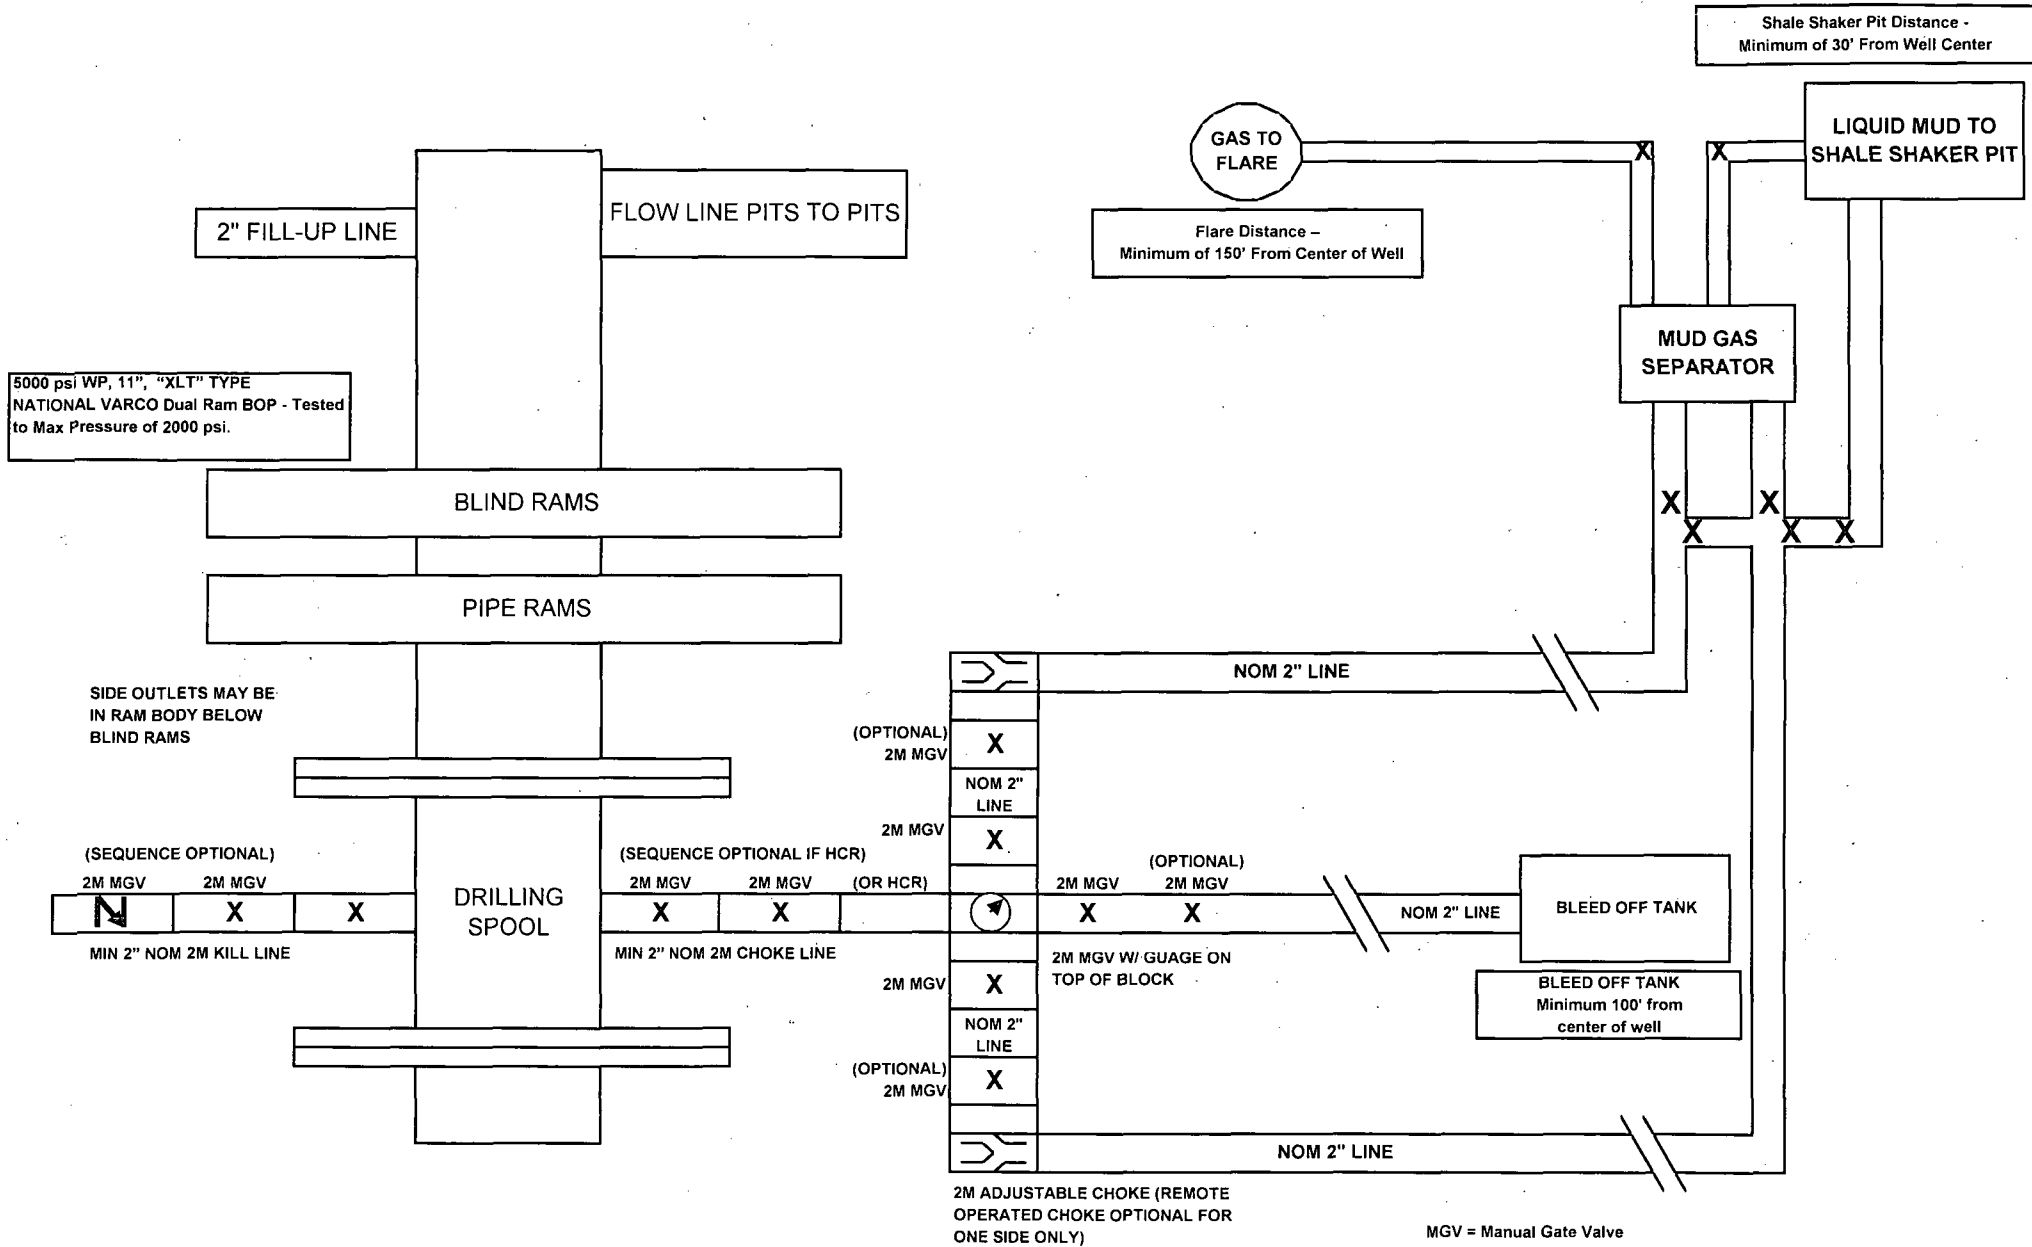 Shale Shaker Pit Distance -
Minimum of 30' From Well Center
LIQUID MUD TO
SHALE SHAKER PIT
GAS TO
FLARE
X
X
Flare Distance –
Minimum of 150' From Center of Well
2" FILL-UP LINE
FLOW LINE PITS TO PITS
MUD GAS
SEPARATOR
5000 psi WP, 11", "XLT" TYPE
NATIONAL VARCO Dual Ram BOP - Tested
to Max Pressure of 2000 psi.
BLIND RAMS
X
X
X
X
X
PIPE RAMS
SIDE OUTLETS MAY BE
IN RAM BODY BELOW
BLIND RAMS
NOM 2" LINE
(OPTIONAL)
2M MGV
X
NOM 2"
LINE
2M MGV
X
(SEQUENCE OPTIONAL)
2M MGV
2M MGV
X
X
MIN 2" NOM 2M KILL LINE
DRILLING
SPOOL
(SEQUENCE OPTIONAL IF HCR)
2M MGV
2M MGV
(OR HCR)
X
X
MIN 2" NOM 2M CHOKE LINE
2M MGV
(OPTIONAL)
2M MGV
X
X
NOM 2" LINE
BLEED OFF TANK
2M MGV W/ GUAGE ON
TOP OF BLOCK
BLEED OFF TANK
Minimum 100' from
center of well
2M MGV
X
NOM 2"
LINE
(OPTIONAL)
2M MGV
X
NOM 2" LINE
2M ADJUSTABLE CHOKE (REMOTE
OPERATED CHOKE OPTIONAL FOR
ONE SIDE ONLY)
MGV = Manual Gate Valve